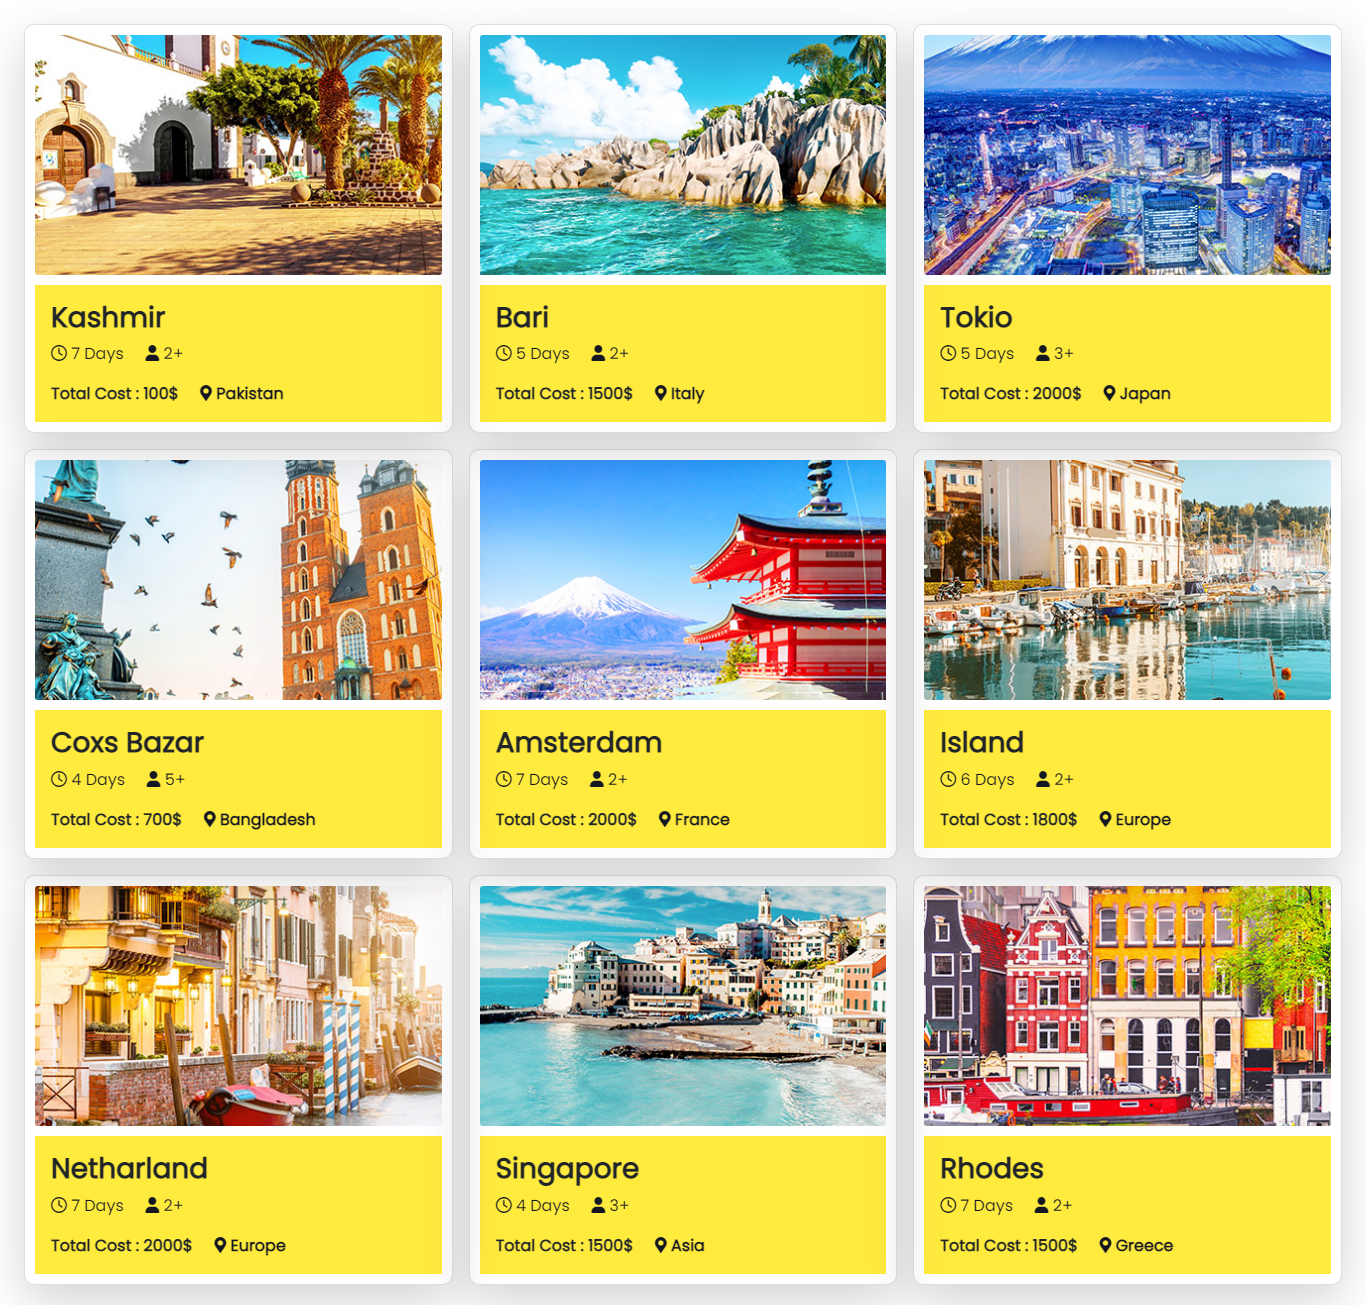 Kashmir
7 Days 2+
Total Cost : 100$ Pakistan
Bari
5 Days 2+
Total Cost : 1500$ Italy
Tokio
5 Days 3+
Total Cost : 2000$ Japan
Coxs Bazar
4 Days 5+
Total Cost : 700$ Bangladesh
Amsterdam
7 Days 2+
Total Cost : 2000$ France
Island
6 Days 2+
Total Cost : 1800$ Europe
Netharland
7 Days 2+
Total Cost : 2000$ Europe
Singapore
4 Days 3+
Total Cost : 1500$ Asia
Rhodes
7 Days 2+
Total Cost : 1500$ Greece